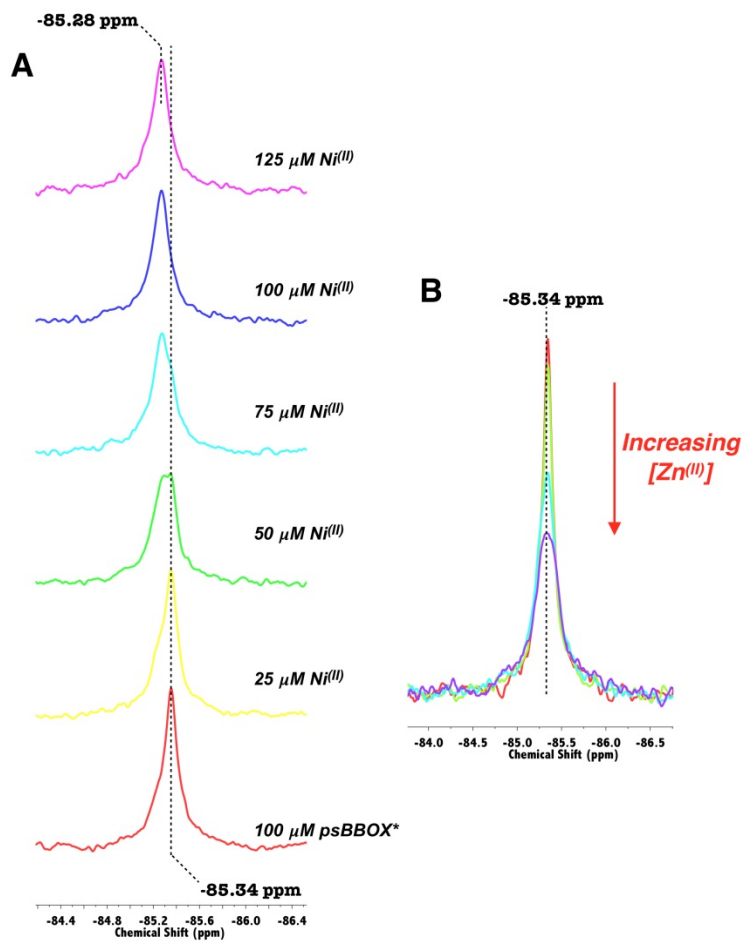 -85.28 ppm
A
125 μM Ni(II)
100 μM Ni(II)
75 μM Ni(II)
50 μM Ni(II)
25 μM Ni(II)
100 μM psBBOX*
-85.34 ppm
-84.4 -84.8 -85.2 -85.6 -86.0 -86.4
Chemical Shift (ppm)
B
-85.34 ppm
Increasing
[Zn(II)]
-84.0 -84.5 -85.0 -85.5 -86.0 -86.5
Chemical Shift (ppm)